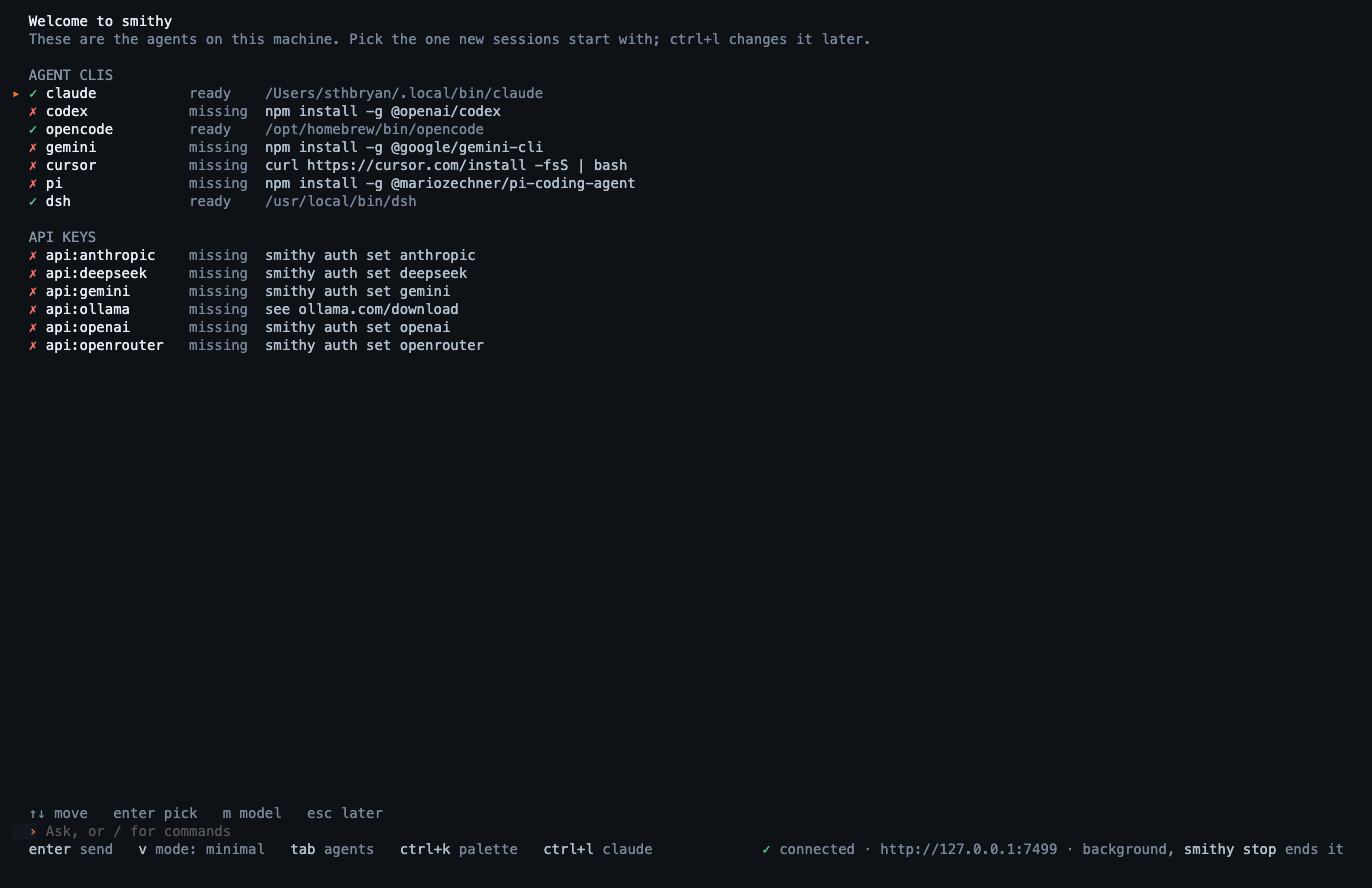 Welcome to smithy
These are the agents on this machine. Pick the one new sessions start with; ctrl+l changes it later.
AGENT CLIS
▸ ✓ claude ready /Users/sthbryan/.local/bin/claude
✗ codex missing npm install -g @openai/codex
✓ opencode ready /opt/homebrew/bin/opencode
✗ gemini missing npm install -g @google/gemini-cli
✗ cursor missing curl https://cursor.com/install -fsS | bash
✗ pi missing npm install -g @mariozechner/pi-coding-agent
✓ dsh ready /usr/local/bin/dsh
API KEYS
✗ api:anthropic missing smithy auth set anthropic
✗ api:deepseek missing smithy auth set deepseek
✗ api:gemini missing smithy auth set gemini
✗ api:ollama missing see ollama.com/download
✗ api:openai missing smithy auth set openai
✗ api:openrouter missing smithy auth set openrouter
↑↓ move enter pick m model esc later
› Ask, or / for commands
enter send v mode: minimal tab agents ctrl+k palette ctrl+l claude ✓ connected · http://127.0.0.1:7499 · background, smithy stop ends it